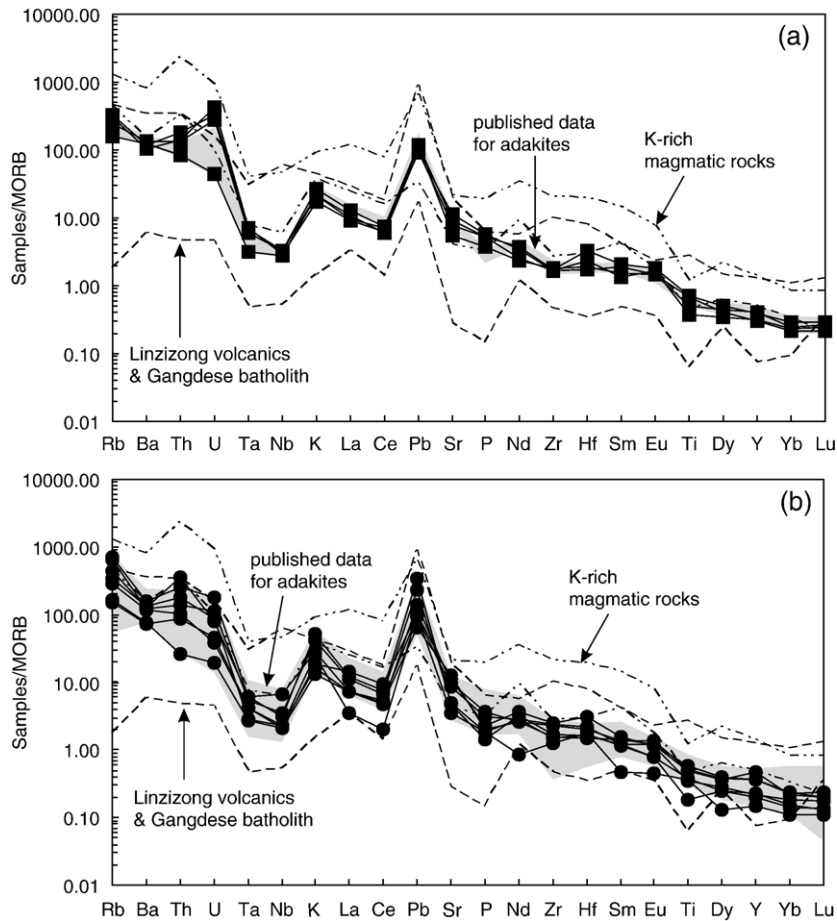 (a)
10000.00
1000.00
100.00
10.00
1.00
0.10
0.01
Samples/MORB
published data
for adakites
K-rich
magmatic rocks
Linzizong volcanics
& Gangdese batholith
Rb Ba Th U Ta Nb K La Ce Pb Sr P Nd Zr Hf Sm Eu Ti Dy Y Yb Lu
(b)
10000.00
1000.00
100.00
10.00
1.00
0.10
0.01
Samples/MORB
published data
for adakites
K-rich
magmatic rocks
Linzizong volcanics
& Gangdese batholith
Rb Ba Th U Ta Nb K La Ce Pb Sr P Nd Zr Hf Sm Eu Ti Dy Y Yb Lu